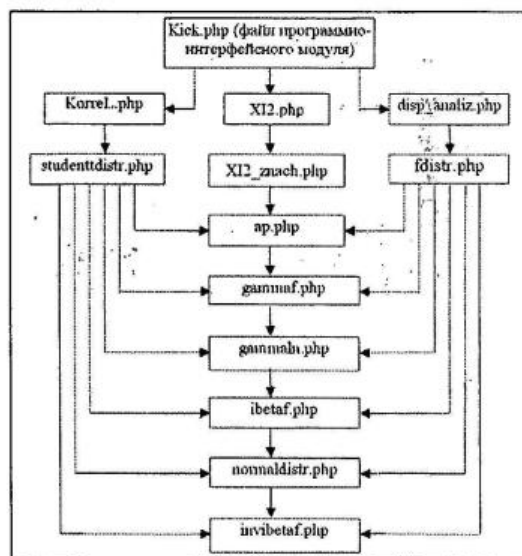 Kick.php (файл программно-
интерфейсного модуля)
Korrel.php
XI2.php
disp_analiz.php
studenttdistr.php
XI2_znach.php
fdistr.php
ap.php
gammaf.php
gammaln.php
ibetaf.php
normaldistr.php
invibetaf.php